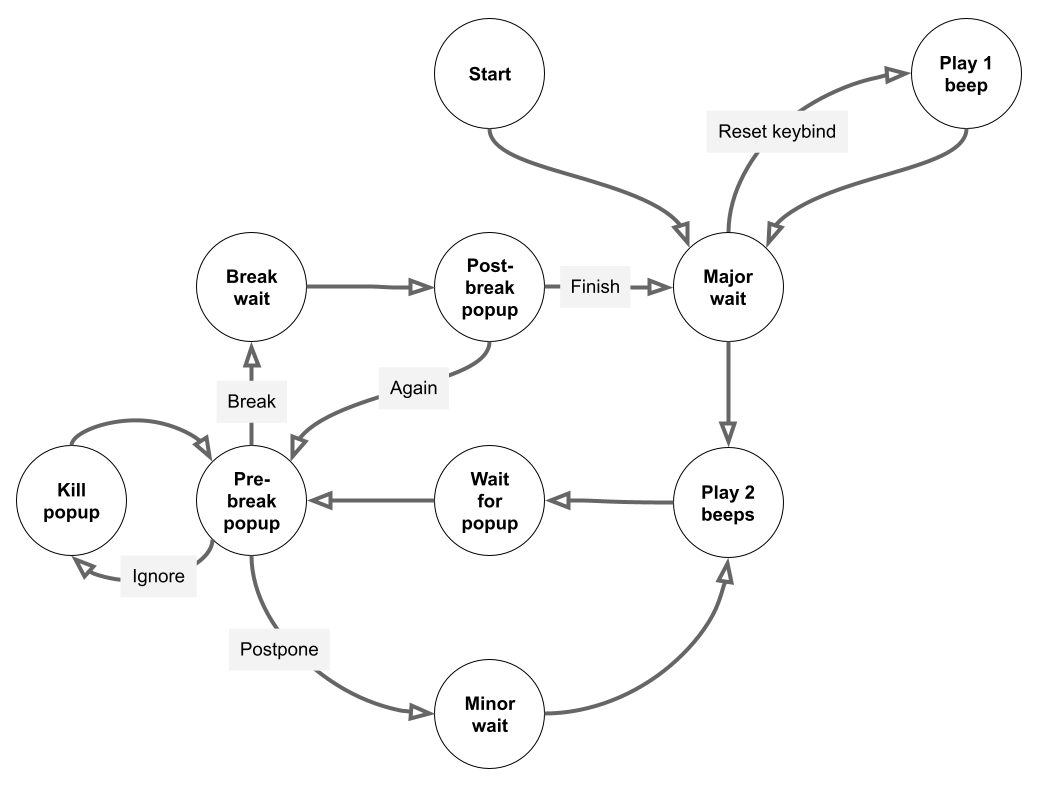 Start
Play 1
beep
Reset keybind
Break
wait
Post-
break
popup
Finish
Major
wait
Again
Break
Kill
popup
Pre-
break
popup
Wait
for
popup
Play 2
beeps
Ignore
Postpone
Minor
wait